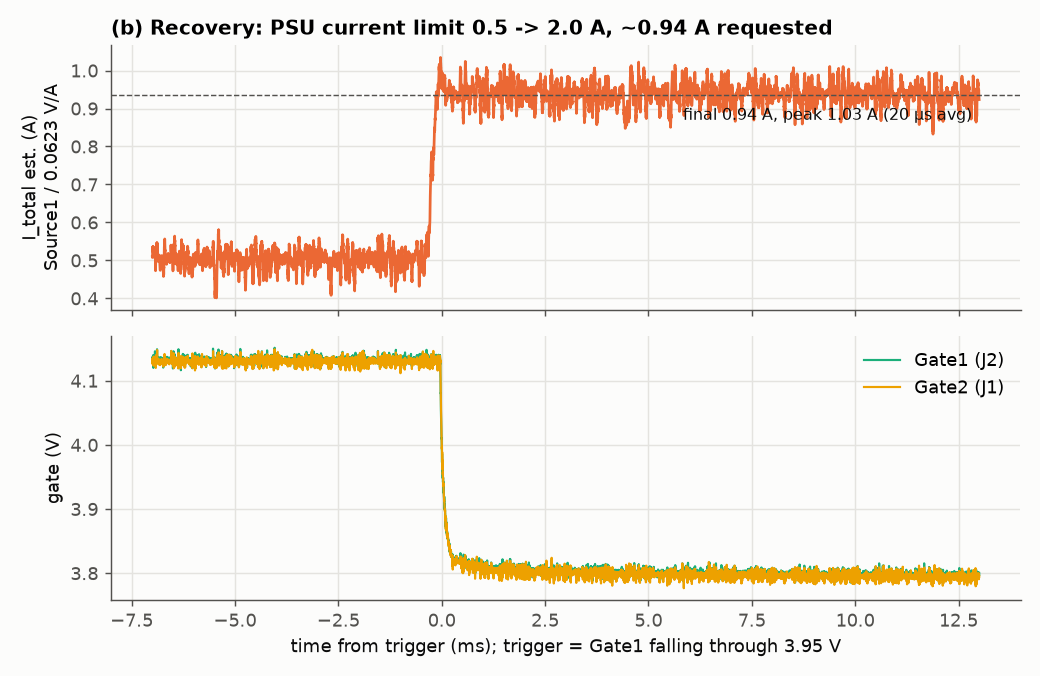 (b) Recovery: PSU current limit 0.5 -> 2.0 A, ~0.94 A requested
I_total est. (A)
Source1 / 0.0623 V/A
1.0
0.9
0.8
0.7
0.6
0.5
0.4
final 0.94 A, peak 1.03 A (20 µs avg)
gate (V)
4.1
4.0
3.9
3.8
Gate1 (J2)
Gate2 (J1)
−7.5 −5.0 −2.5 0.0 2.5 5.0 7.5 10.0 12.5
time from trigger (ms); trigger = Gate1 falling through 3.95 V